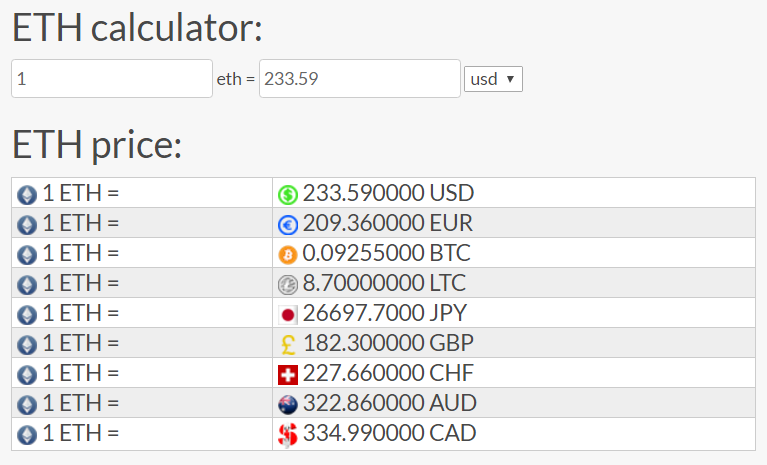 ETH calculator:
1 eth = 233.59 usd
ETH price:
1 ETH = 233.590000 USD
1 ETH = 209.360000 EUR
1 ETH = 0.09255000 BTC
1 ETH = 8.70000000 LTC
1 ETH = 26697.7000 JPY
1 ETH = 182.300000 GBP
1 ETH = 227.660000 CHF
1 ETH = 322.860000 AUD
1 ETH = 334.990000 CAD